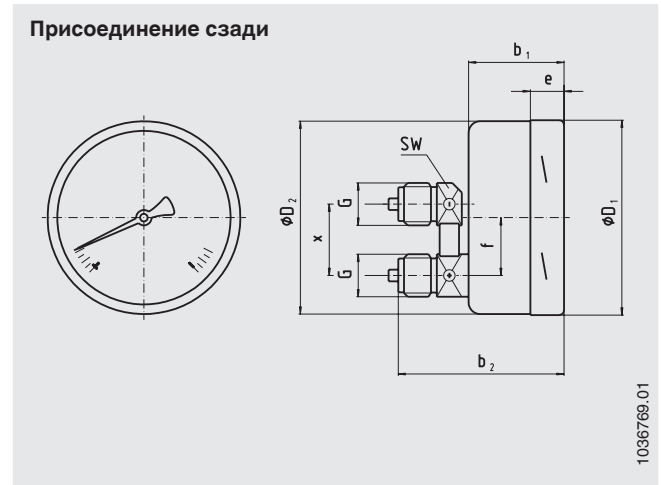 Присоединение сзади
b₁
e
SW
G
øD₂
x
f
øD₁
G
b₂
1036769.01